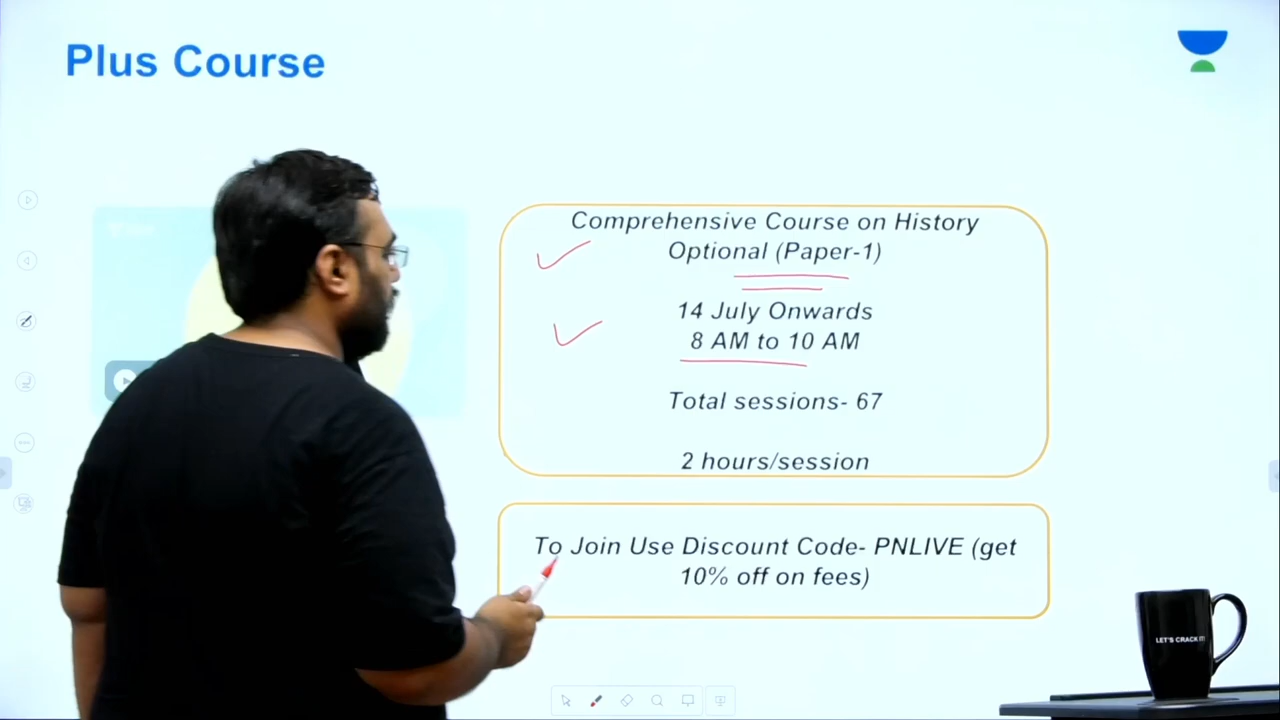 Plus Course
Comprehensive Course on History
Optional (Paper-1)
14 July Onwards
8 AM to 10 AM
Total sessions- 67
2 hours/session
To Join Use Discount Code- PNLIVE (get
10% off on fees)
LET'S CRACK IT!